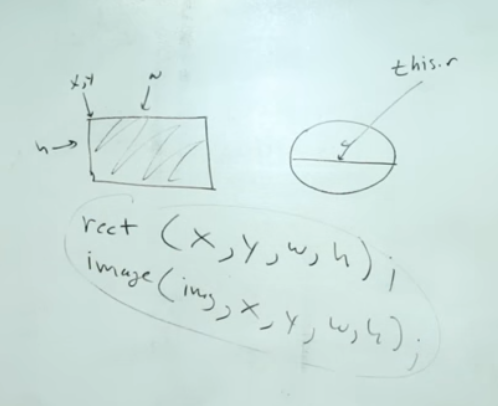 this.r
x,y
w
h
rect (x,y,w,h);
image(img,x,y,w,h);